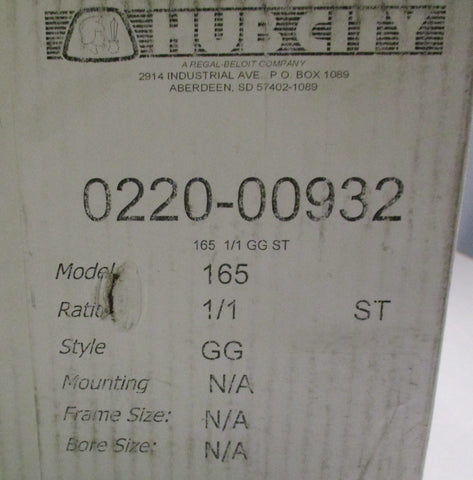 HUB CITY
A REGAL-BELOIT COMPANY
2914 INDUSTRIAL AVE., P.O. BOX 1089
ABERDEEN, SD 57402-1089
0220-00932
165 1/1 GG ST
Model 165
Ratio 1/1 ST
Style GG
Mounting N/A
Frame Size: N/A
Bore Size: N/A